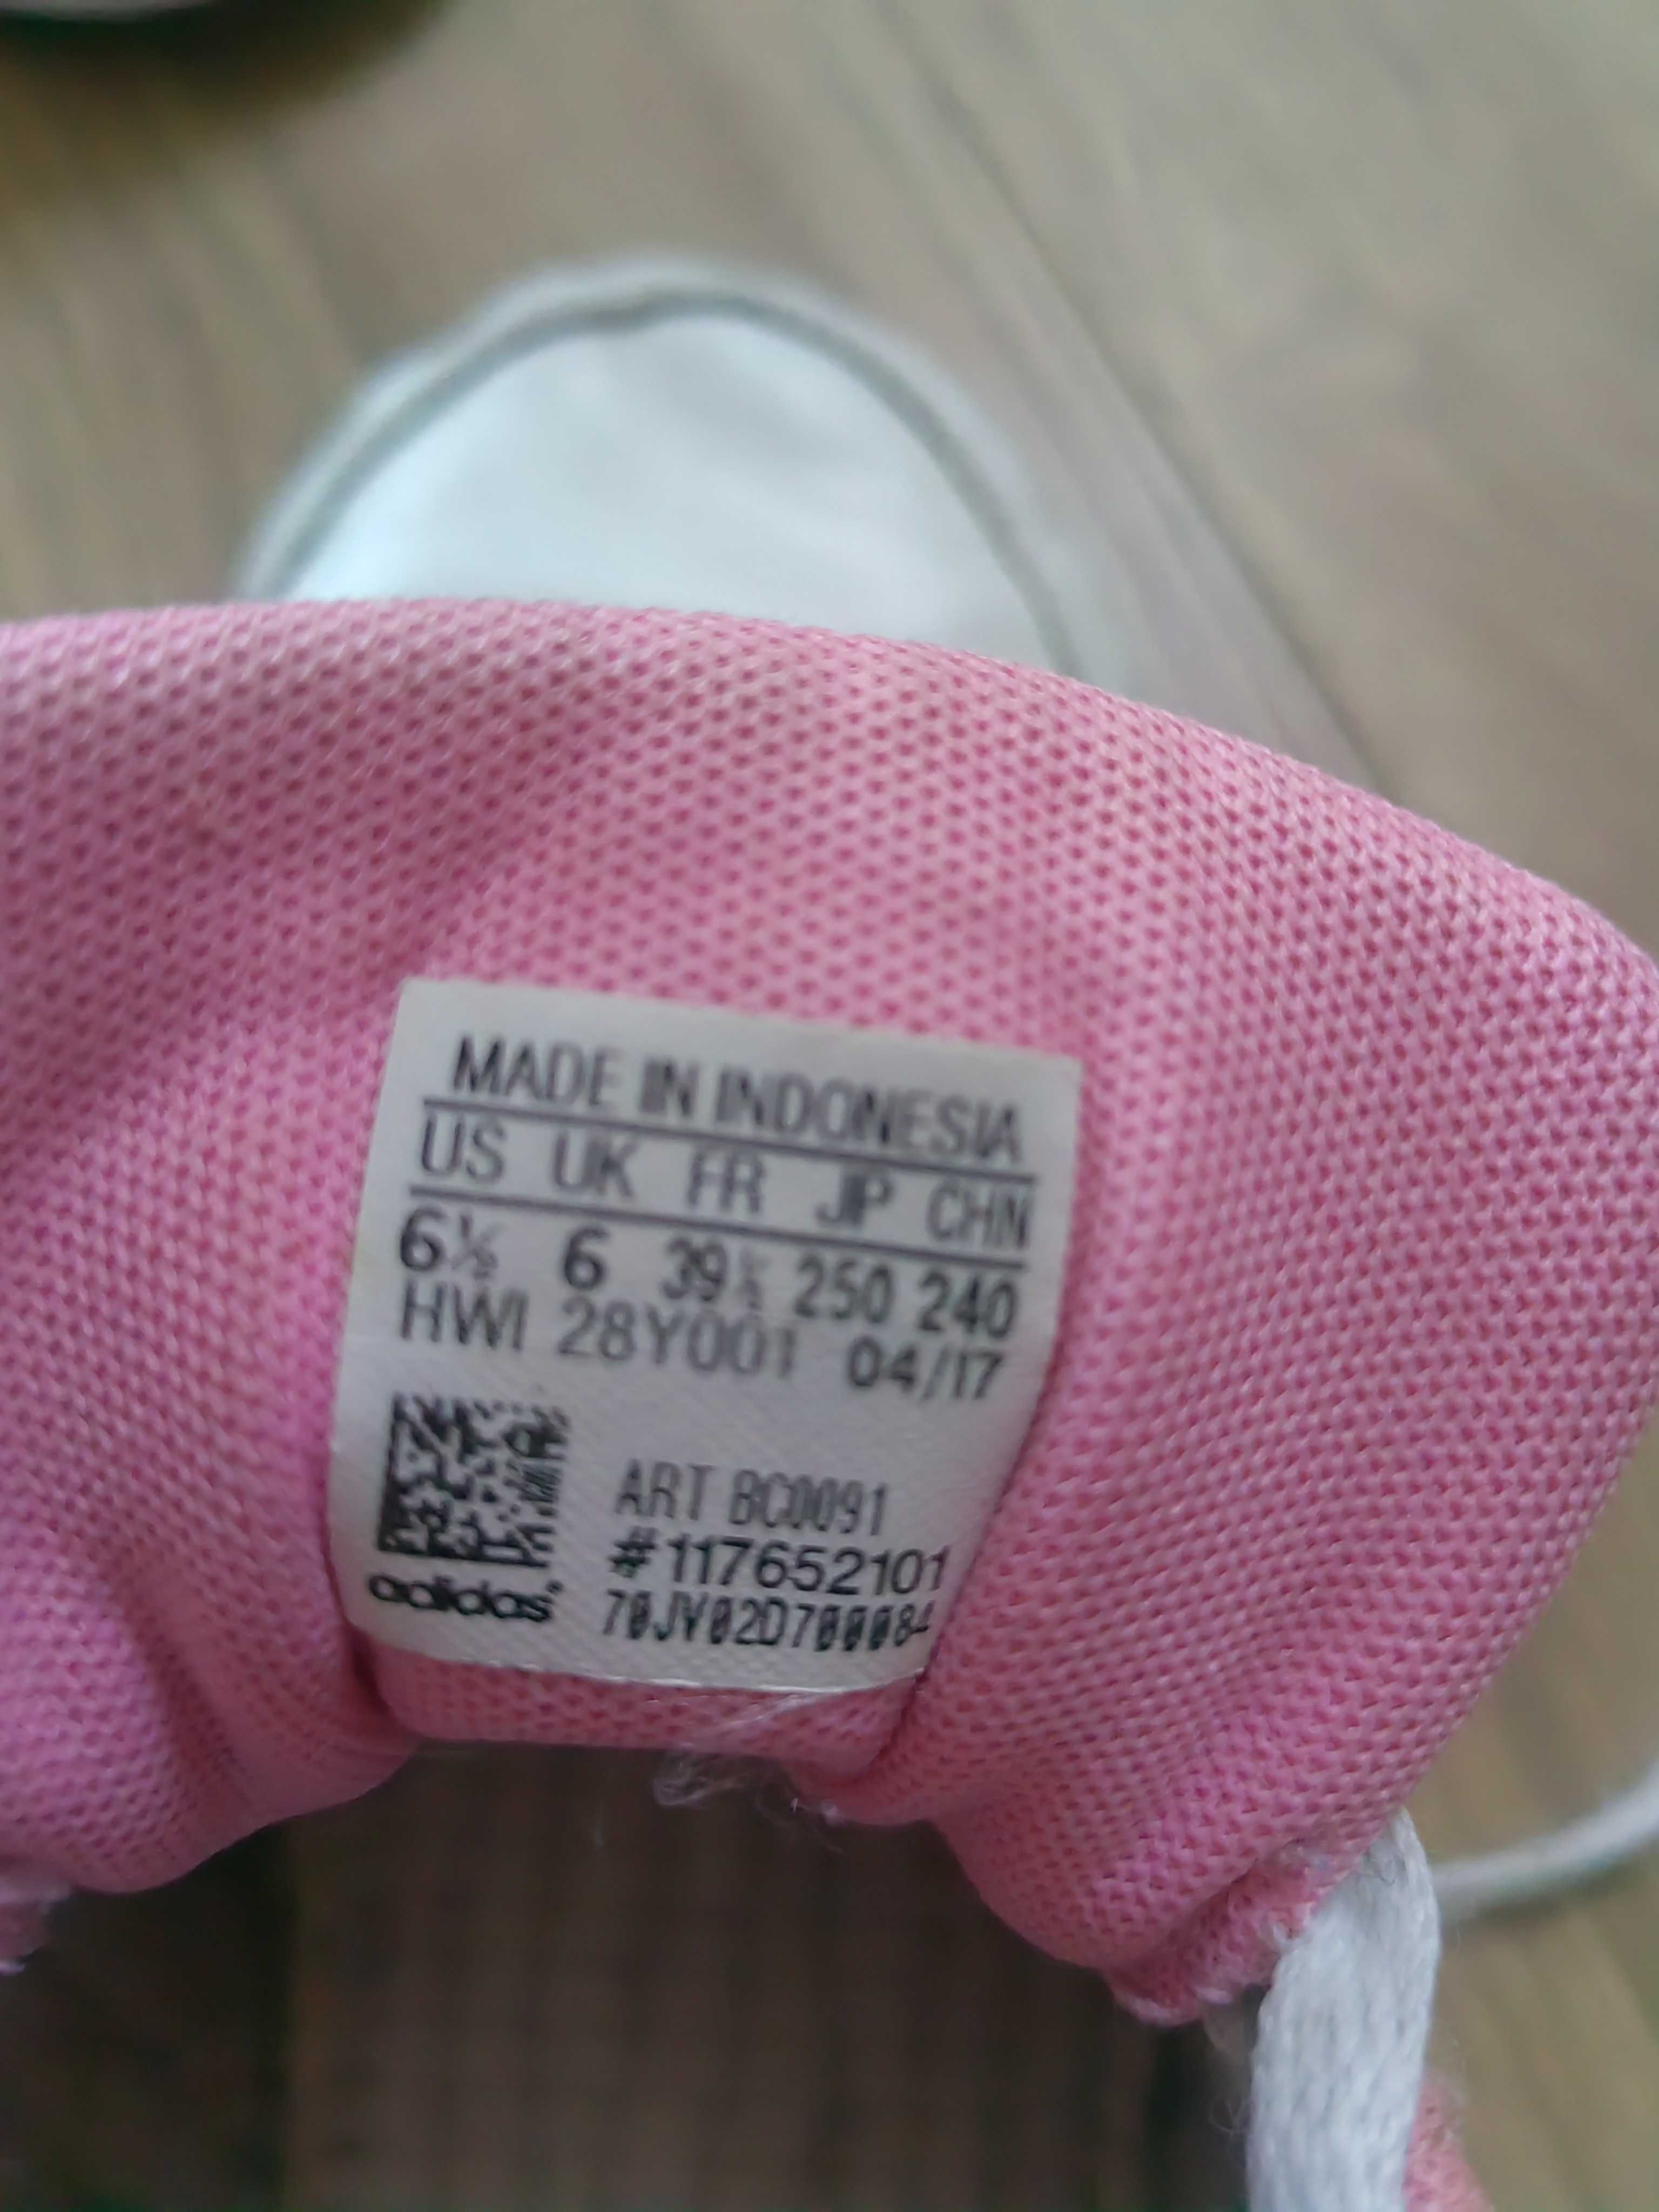 MADE IN INDONESIA
US UK FR JP CHN
6½ 6 39⅓ 250 240
HWI 28Y001 04/17
ART BC0091
#117652101
adidas
70JV02D700084